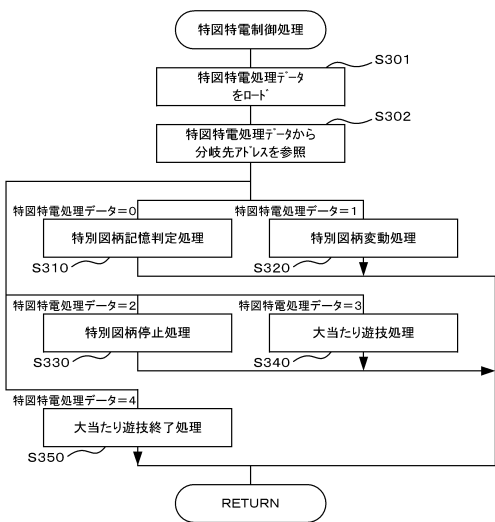 特図特電制御処理
S301
特図特電処理データ
をロード
S302
特図特電処理データから
分岐先アドレスを参照
特図特電処理データ=0
特図特電処理データ=1
特別図柄記憶判定処理
特別図柄変動処理
S310
S320
特図特電処理データ=2
特図特電処理データ=3
特別図柄停止処理
大当たり遊技処理
S330
S340
特図特電処理データ=4
大当たり遊技終了処理
S350
RETURN